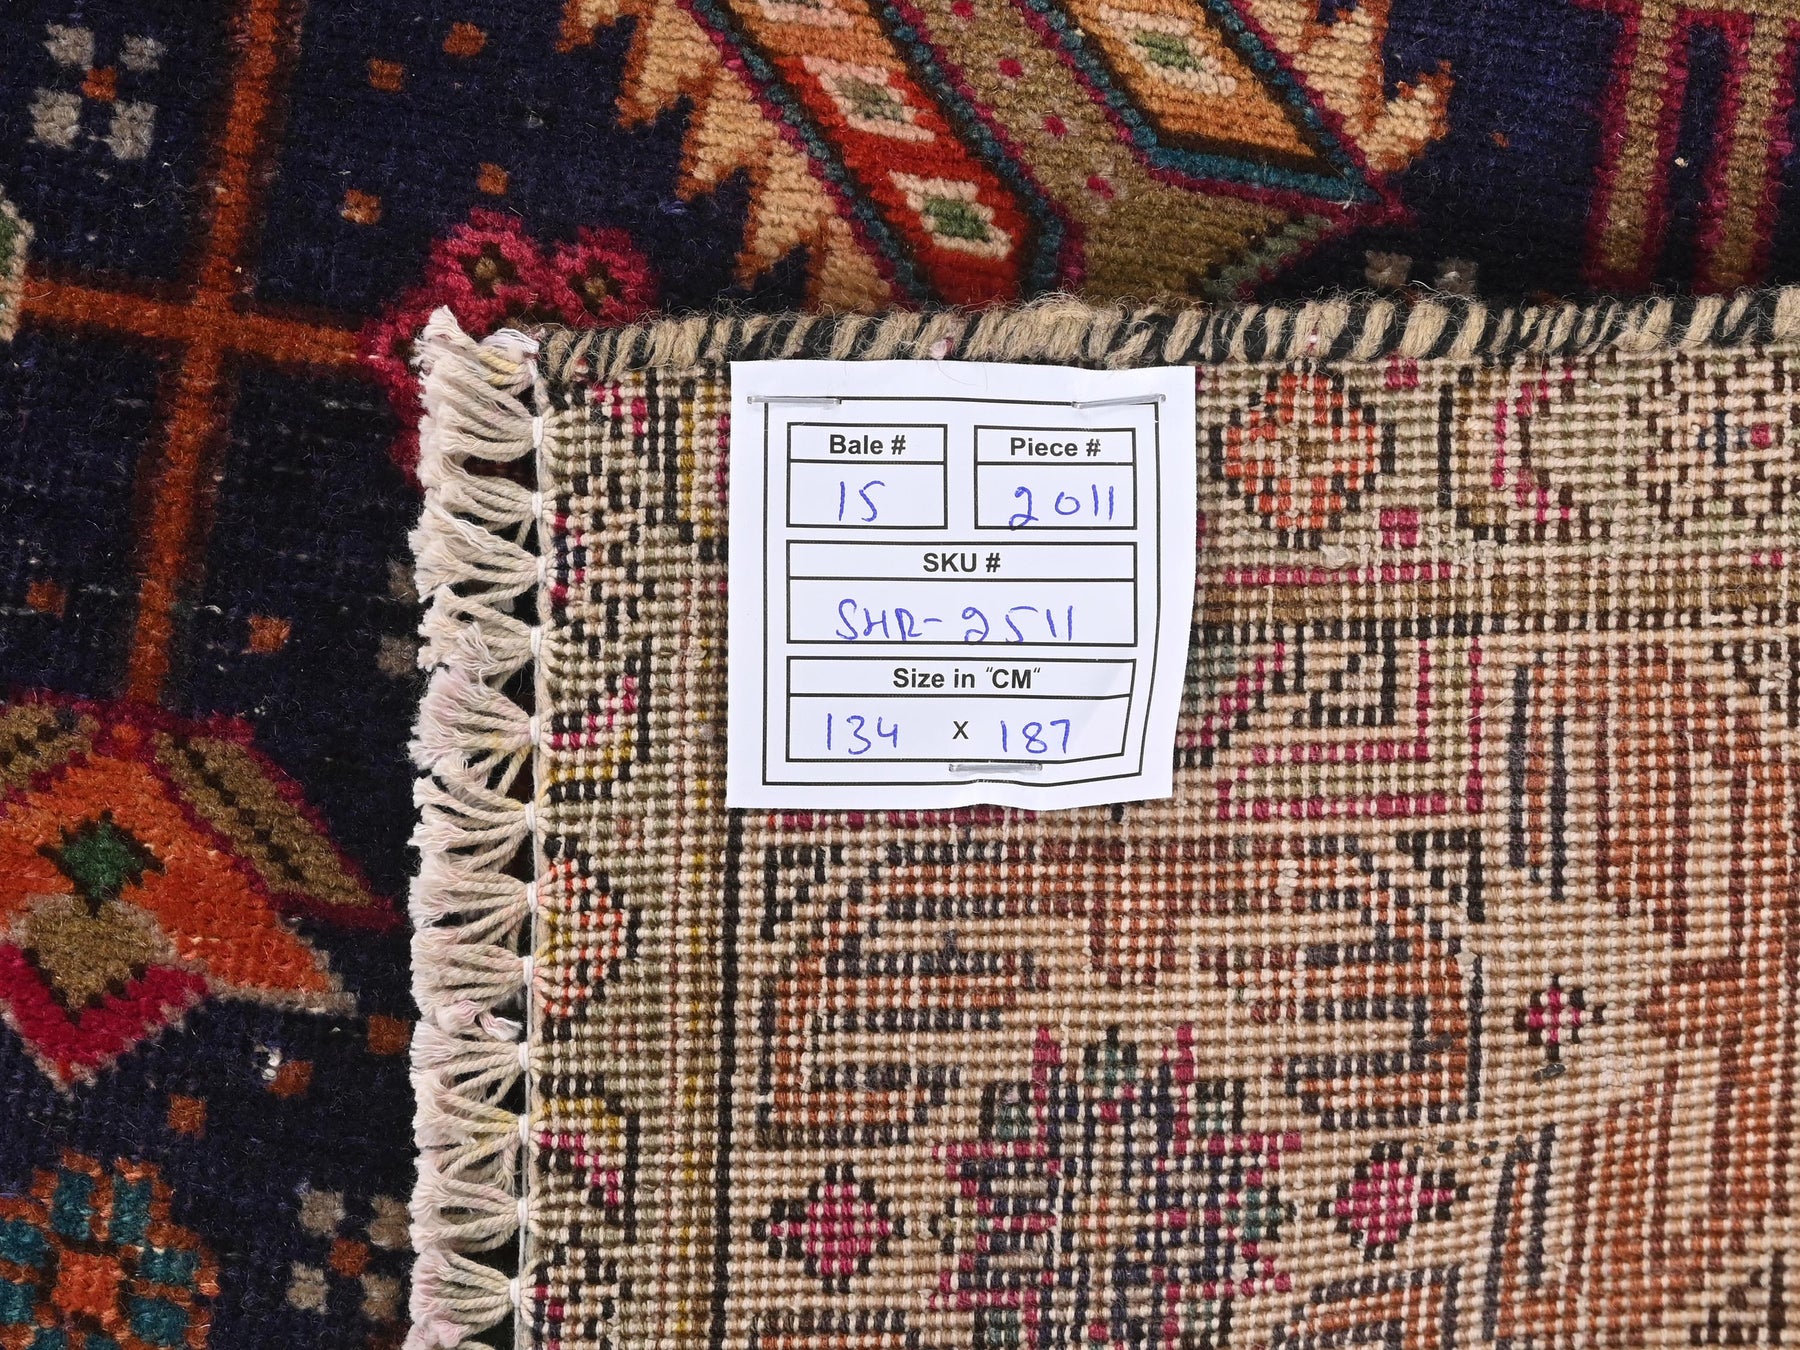 Bale # Piece #
15 2011
SKU #
SHR-2511
Size in “CM“
134 x 187